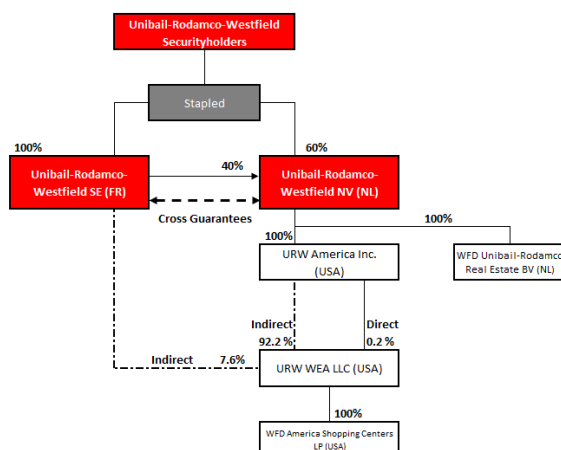 Unibail-Rodamco-Westfield
Securityholders
Stapled
100%
60%
Unibail-Rodamco-
Westfield SE (FR)
40%
Unibail-Rodamco-
Westfield NV (NL)
Cross Guarantees
100%
100%
URW America Inc.
(USA)
WFD Unibail-Rodamco
Real Estate BV (NL)
Indirect
92.2 %
Direct
0.2 %
Indirect 7.6%
URW WEA LLC (USA)
100%
WFD America Shopping Centers
LP (USA)